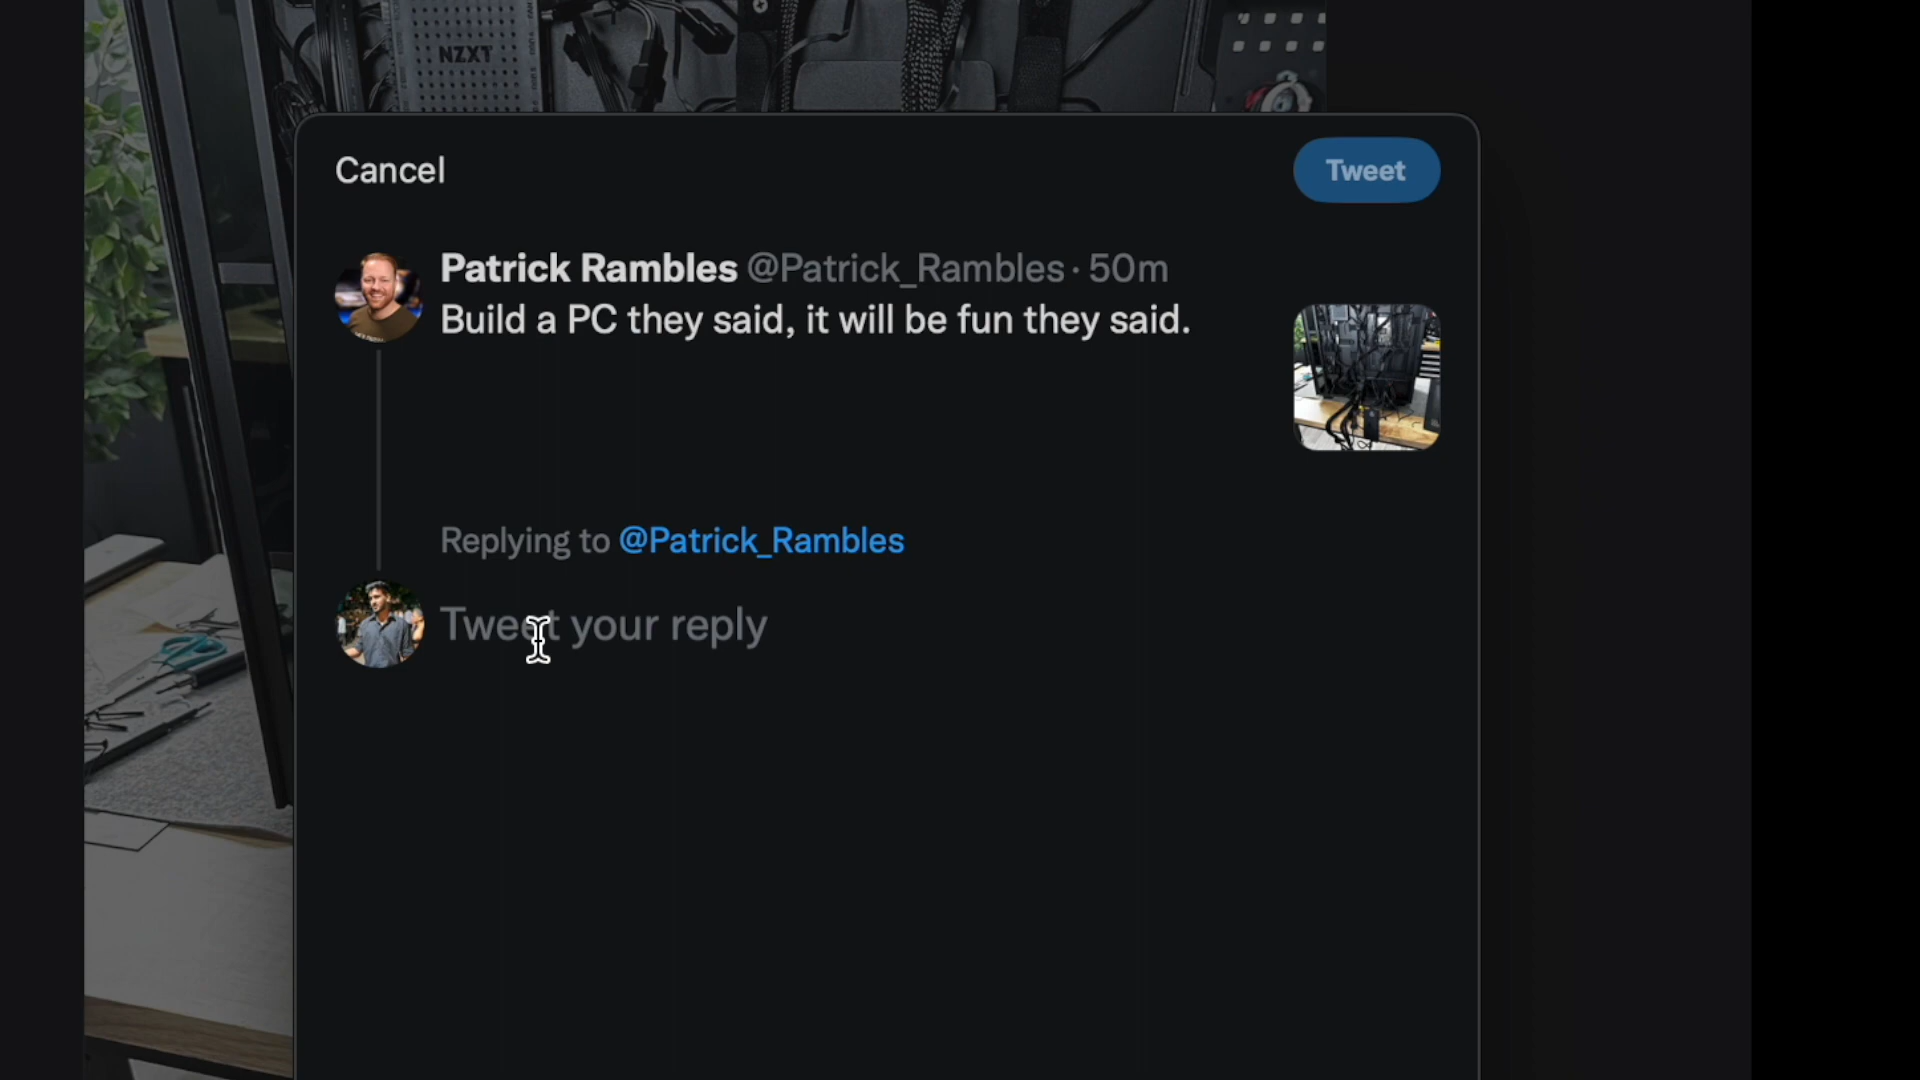 NZXT
Cancel
Tweet
Patrick Rambles @Patrick_Rambles · 50m
Build a PC they said, it will be fun they said.
Replying to @Patrick_Rambles
Tweet your reply